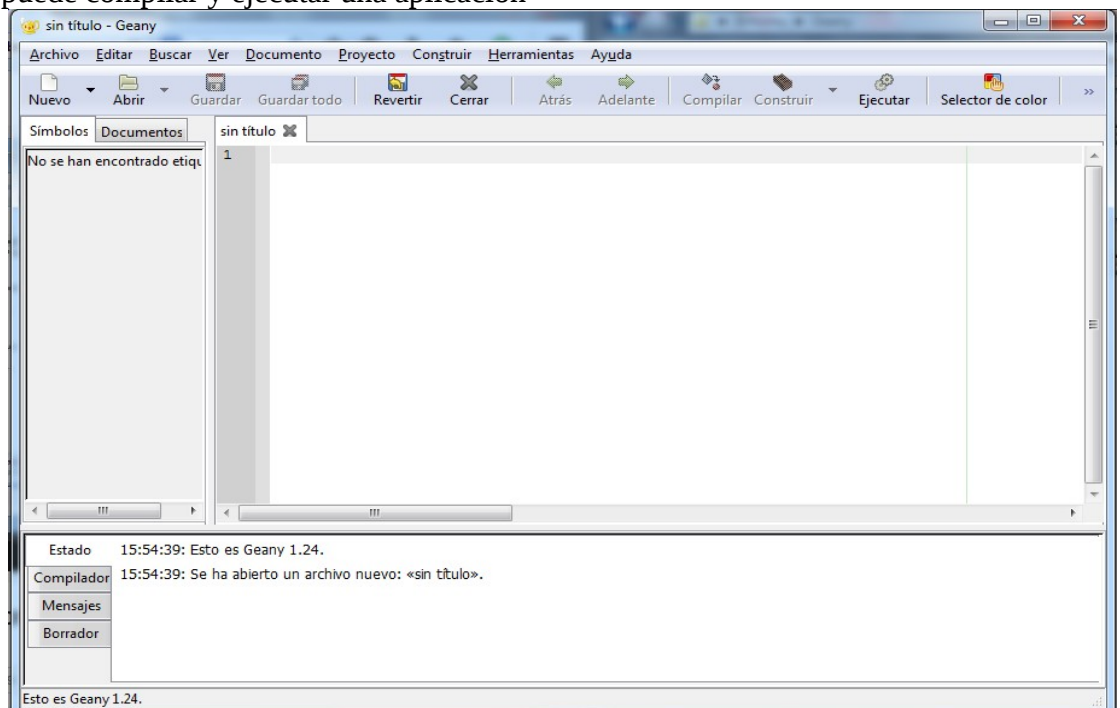 puede compilar y ejecutar una aplicación
sin título - Geany
Archivo Editar Buscar Ver Documento Proyecto Construir Herramientas Ayuda
Nuevo Abrir Guardar Guardar todo Revertir Cerrar Atrás Adelante Compilar Construir Ejecutar Selector de color
Símbolos Documentos sin título
No se han encontrado etiqu
1
Estado
15:54:39: Esto es Geany 1.24.
Compilador
15:54:39: Se ha abierto un archivo nuevo: «sin título».
Mensajes
Borrador
Esto es Geany 1.24.